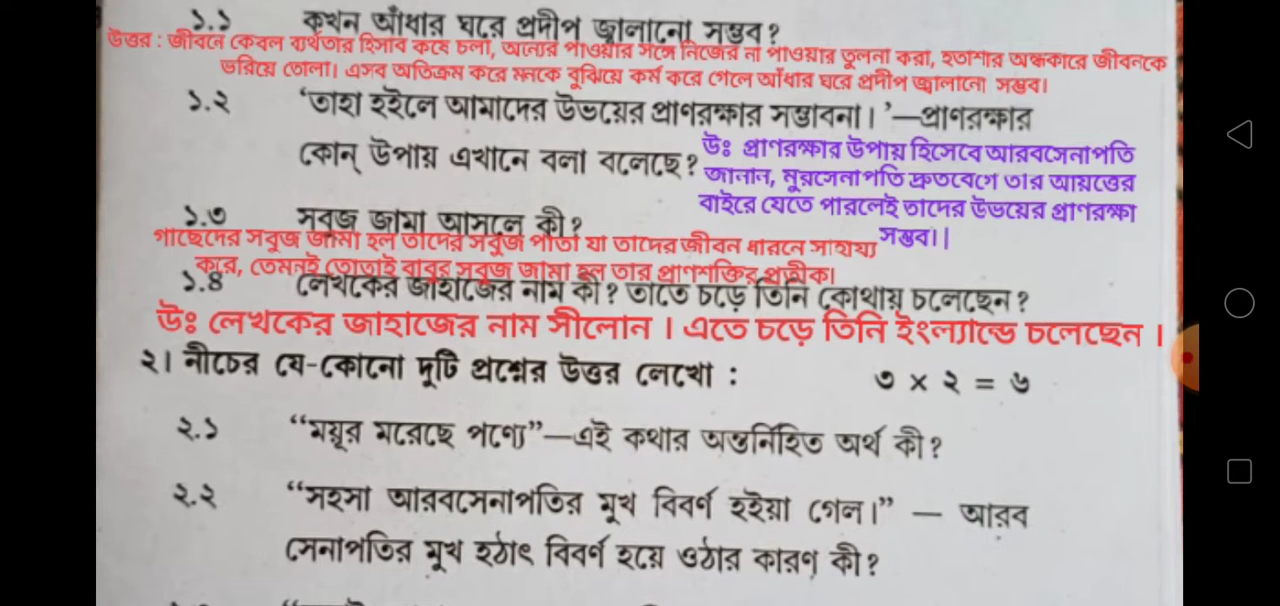 ১.১ কখন আঁধার ঘরে প্রদীপ জ্বালানো সম্ভব?
উত্তর : জীবনে কেবল ব্যর্থতার হিসাব কষে চলা, অন্যের পাওয়ার সঙ্গে নিজের না পাওয়ার তুলনা করা, হতাশার অন্ধকারে জীবনকে
ভরিয়ে তোলা। এসব অতিক্রম করে মনকে বুঝিয়ে কর্ম করে গেলে আঁধার ঘরে প্রদীপ জ্বালানো সম্ভব।
১.২ ‘তাহা হইলে আমাদের উভয়ের প্রাণরক্ষার সম্ভাবনা।’—প্রাণরক্ষার
কোন্ উপায় এখানে বলা বলেছে?
উঃ প্রাণরক্ষার উপায় হিসেবে আরবসেনাপতি
জানান, মুরসেনাপতি দ্রুতবেগে তার আয়ত্তের
বাইরে যেতে পারলেই তাদের উভয়ের প্রাণরক্ষা
সম্ভব।।
১.৩ সবুজ জামা আসলে কী?
গাছেদের সবুজ জামা হল তাদের সবুজ পাতা যা তাদের জীবন ধারনে সাহায্য
করে, তেমনই তোতাই বাবুর সবুজ জামা হল তার প্রাণশক্তির প্রতীক।
১.৪ লেখকের জাহাজের নাম কী? তাতে চড়ে তিনি কোথায় চলেছেন?
উঃ লেখকের জাহাজের নাম সীলোন । এতে চড়ে তিনি ইংল্যান্ডে চলেছেন ।
২। নীচের যে-কোনো দুটি প্রশ্নের উত্তর লেখো : ৩ × ২ = ৬
২.১ “ময়ূর মরেছে পণ্যে”—এই কথার অন্তর্নিহিত অর্থ কী?
২.২ “সহসা আরবসেনাপতির মুখ বিবর্ণ হইয়া গেল।” — আরব
সেনাপতির মুখ হঠাৎ বিবর্ণ হয়ে ওঠার কারণ কী?